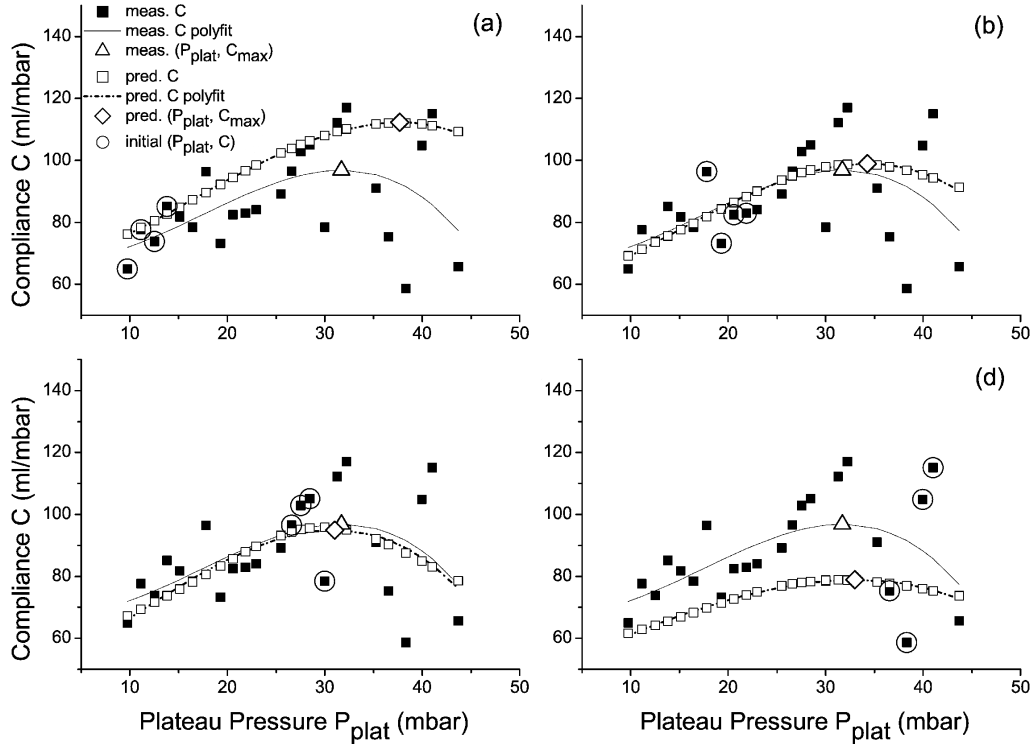 meas. C
meas. C polyfit
meas. (Pplat, Cmax)
pred. C
pred. C polyfit
pred. (Pplat, Cmax)
initial (Pplat, C)
(a)
140
120
100
80
60
10 20 30 40 50
Compliance C (ml/mbar)
(b)
140
120
100
80
60
10 20 30 40 50
140
120
100
80
60
10 20 30 40 50
Compliance C (ml/mbar)
Plateau Pressure Pplat (mbar)
(d)
140
120
100
80
60
10 20 30 40 50
Plateau Pressure Pplat (mbar)